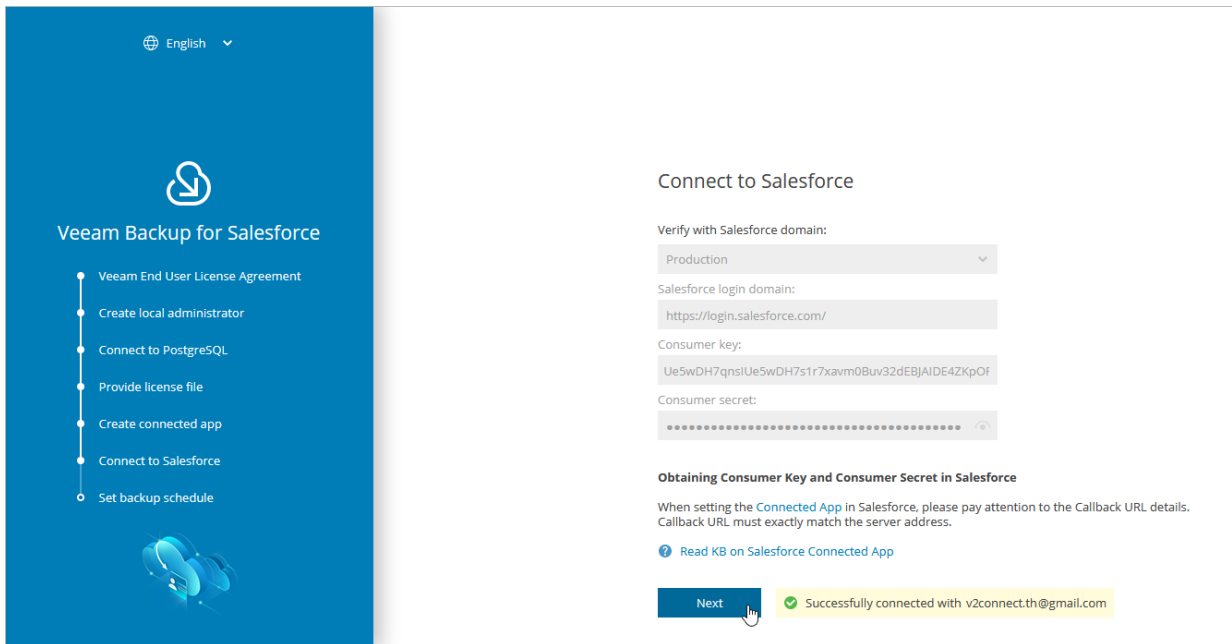 English
Veeam Backup for Salesforce
Veeam End User License Agreement
Create local administrator
Connect to PostgreSQL
Provide license file
Create connected app
Connect to Salesforce
Set backup schedule
Connect to Salesforce
Verify with Salesforce domain:
Production
Salesforce login domain:
https://login.salesforce.com/
Consumer key:
Ue5wDH7qnsIUe5wDH7s1r7xavm0Buv32dEBJAIDE4ZKpOF
Consumer secret:
Obtaining Consumer Key and Consumer Secret in Salesforce
When setting the Connected App in Salesforce, please pay attention to the Callback URL details.
Callback URL must exactly match the server address.
Read KB on Salesforce Connected App
Next
Successfully connected with v2connect.th@gmail.com